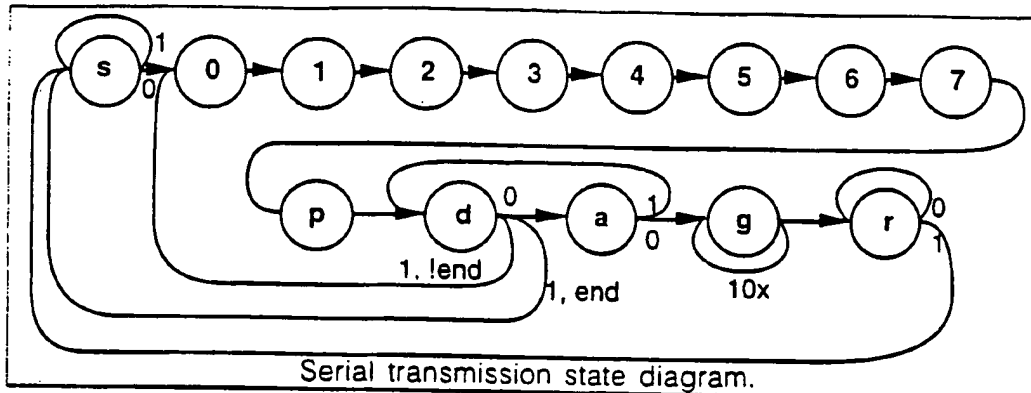 1
s 0 1 2 3 4 5 6 7
0
p d 0 a 1 g r 0
0 1
1, !end 1, end 10x
Serial transmission state diagram.